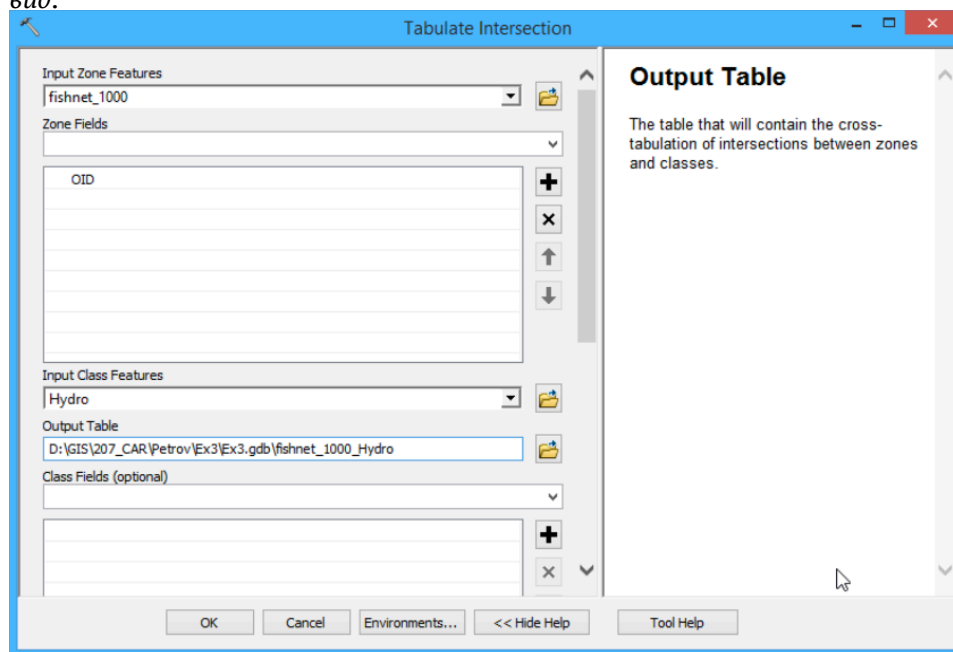 вид.
Tabulate Intersection
Input Zone Features
fishnet_1000
Zone Fields
OID
Input Class Features
Hydro
Output Table
D:\GIS\207_CAR\Petrov\Ex3\Ex3.gdb\fishnet_1000_Hydro
Class Fields (optional)
Output Table
The table that will contain the cross-
tabulation of intersections between zones
and classes.
OK Cancel Environments... << Hide Help Tool Help